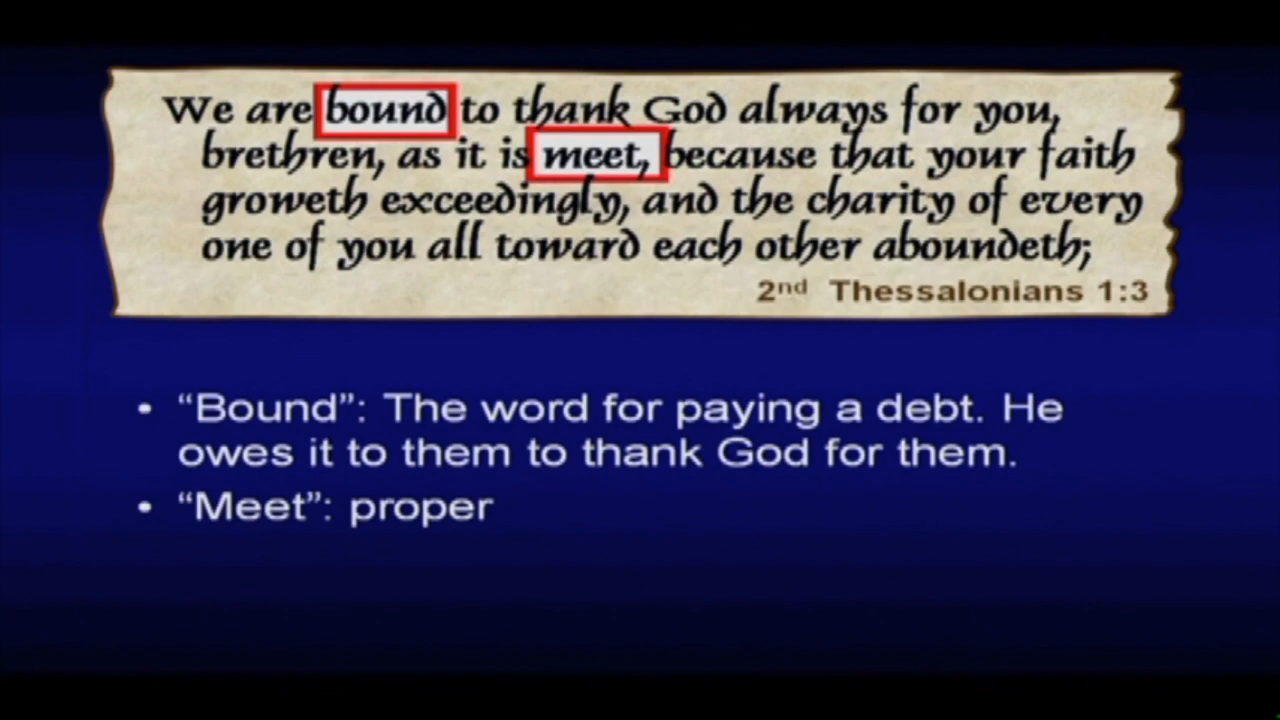 We are bound to thank God always for you,
brethren, as it is meet, because that your faith
groweth exceedingly, and the charity of every
one of you all toward each other aboundeth;
2nd Thessalonians 1:3
• “Bound”: The word for paying a debt. He
owes it to them to thank God for them.
• “Meet”: proper